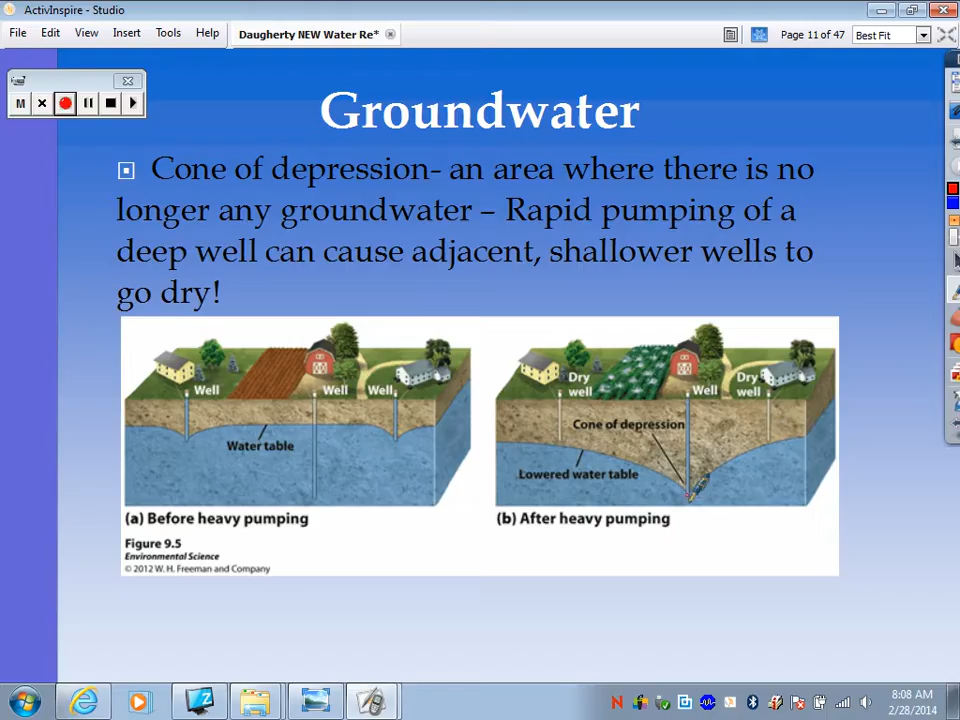 ActivInspire - Studio
File Edit View Insert Tools Help Daugherty NEW Water Re* Page 11 of 47 Best Fit
M
Groundwater
Cone of depression- an area where there is no
longer any groundwater – Rapid pumping of a
deep well can cause adjacent, shallower wells to
go dry!
Well Well Well
Water table
(a) Before heavy pumping
Dry well Well Dry well
Cone of depression
Lowered water table
(b) After heavy pumping
Figure 9.5
Environmental Science
© 2012 W. H. Freeman and Company
8:08 AM
2/28/2014